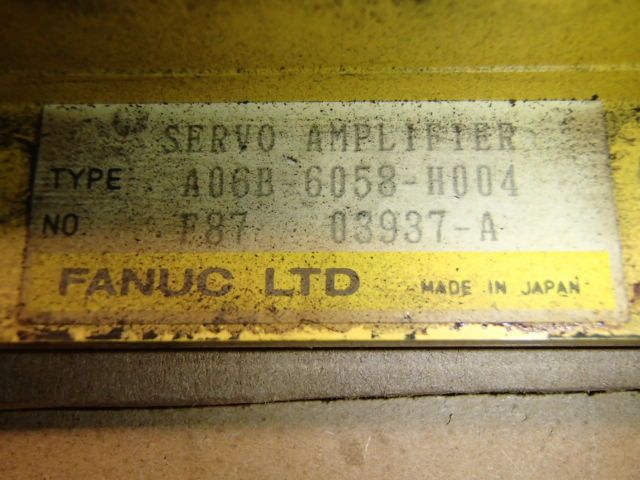 SERVO AMPLIFIER
TYPE A06B-6058-H004
NO F87 03937-A
FANUC LTD MADE IN JAPAN